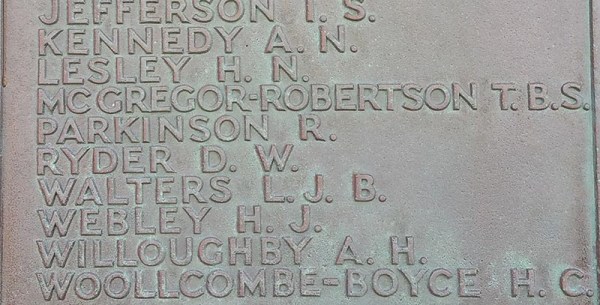 JEFFERSON I. S.
KENNEDY A. N.
LESLEY H. N.
MCGREGOR-ROBERTSON T. B. S.
PARKINSON R.
RYDER D. W.
WALTERS L. J. B.
WEBLEY H. J.
WILLOUGHBY A. H.
WOOLLCOMBE-BOYCE H. C.